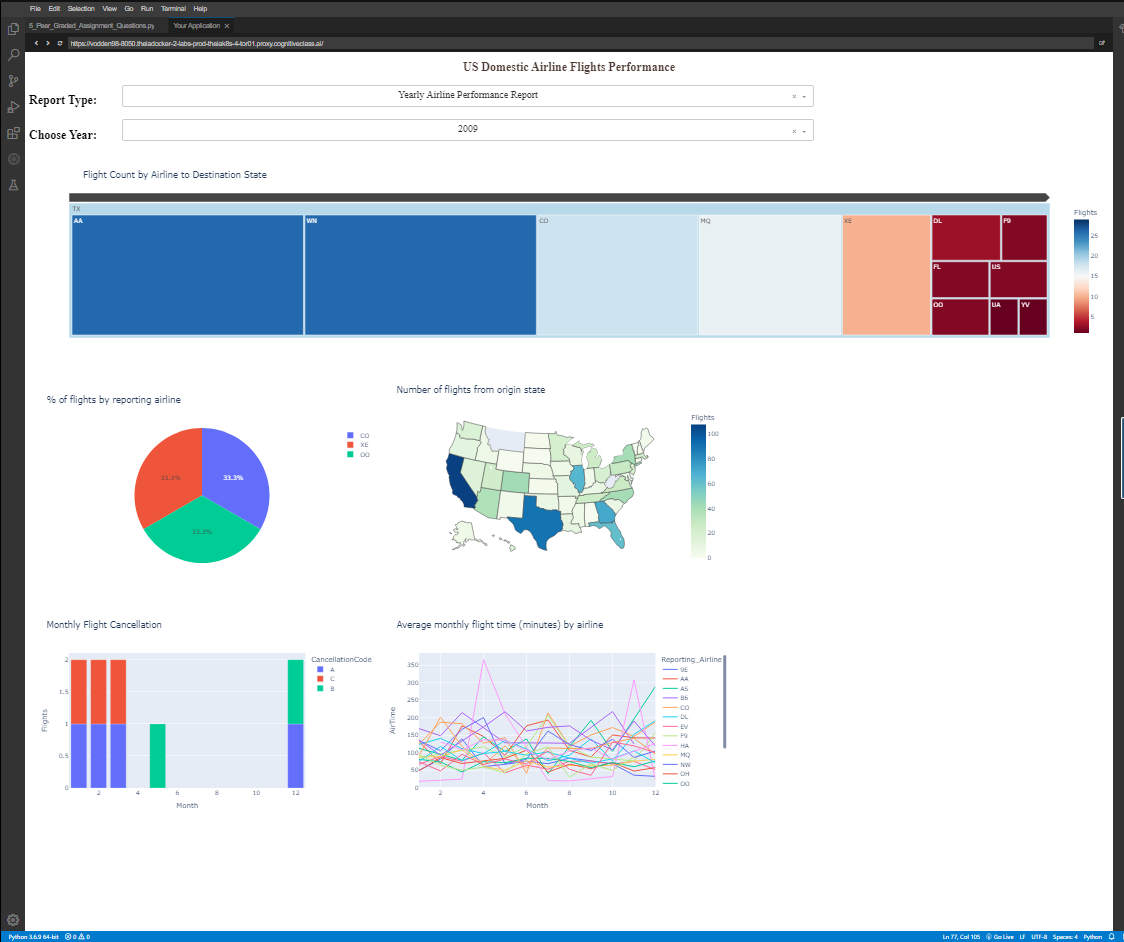 File Edit Selection View Go Run Terminal Help
5_Peer_Graded_Assignment_Questions.py Your Application ×
https://vodden98-8050.theiadocker-2-labs-prod-theiak8s-4-tor01.proxy.cognitiveclass.ai/
US Domestic Airline Flights Performance
Report Type: Yearly Airline Performance Report
Choose Year: 2009
Flight Count by Airline to Destination State
TX
AA WN CO MQ XE DL F9
FL US
OO UA YV
Flights
25
20
15
10
5
% of flights by reporting airline
33.3%
33.3%
33.3%
CO
XE
OO
Number of flights from origin state
Flights
100
80
60
40
20
0
Monthly Flight Cancellation
2
1.5
1
0.5
0
Flights
2 4 6 8 10 12
Month
CancellationCode
A
C
B
Average monthly flight time (minutes) by airline
350
300
250
200
150
100
50
0
AirTime
2 4 6 8 10 12
Month
Reporting_Airline
9E
AA
AS
B6
CO
DL
EV
F9
HA
MQ
NW
OH
OO
Python 3.6.9 64-bit 0 0 Ln 77, Col 105 Go Live LF UTF-8 Spaces: 4 Python